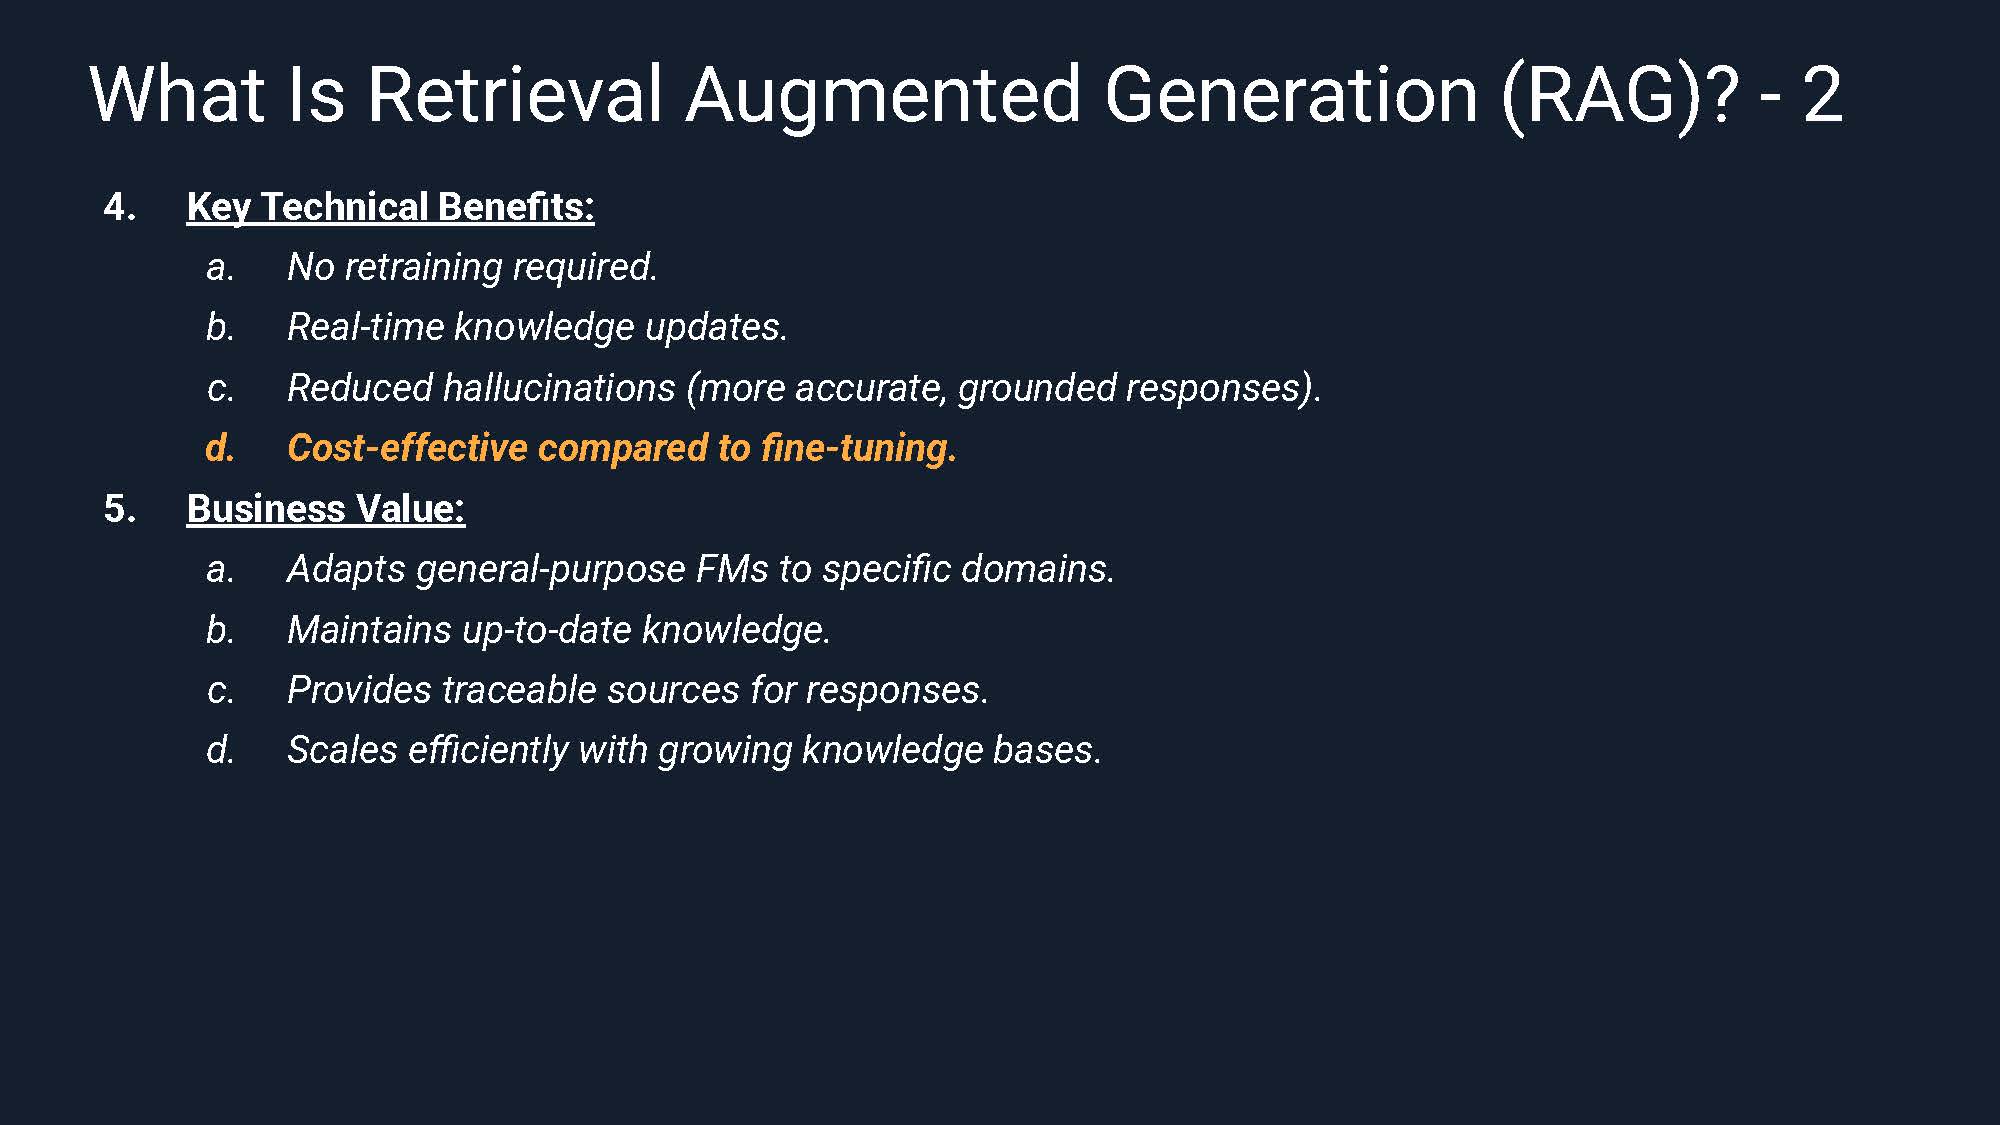 What Is Retrieval Augmented Generation (RAG)? - 2
4. Key Technical Benefits:
a. No retraining required.
b. Real-time knowledge updates.
c. Reduced hallucinations (more accurate, grounded responses).
d. Cost-effective compared to fine-tuning.
5. Business Value:
a. Adapts general-purpose FMs to specific domains.
b. Maintains up-to-date knowledge.
c. Provides traceable sources for responses.
d. Scales efficiently with growing knowledge bases.